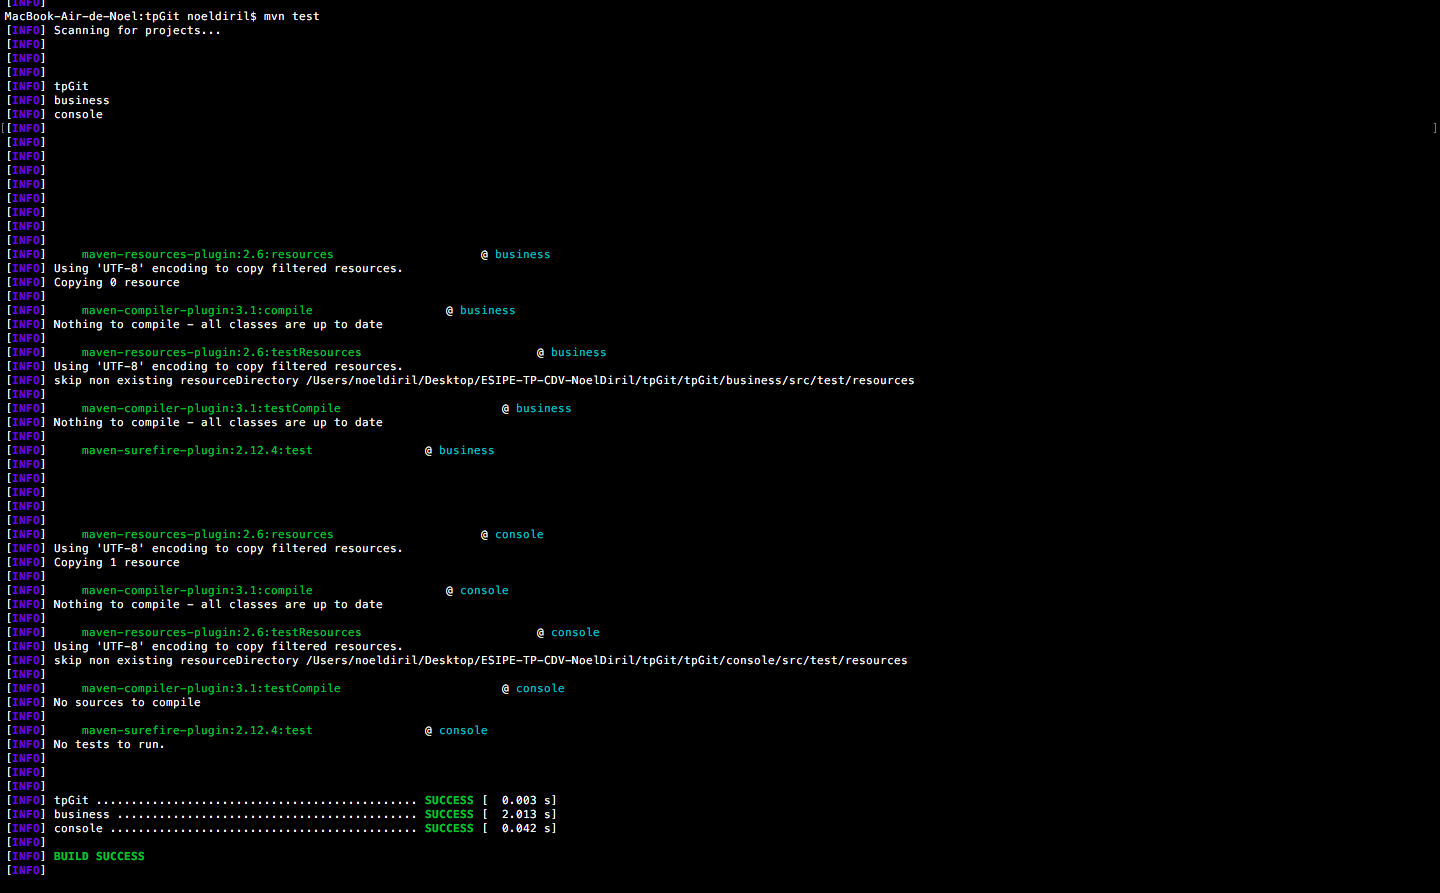 [INFO]
MacBook-Air-de-Noel:tpGit noeldiril$ mvn test
[INFO] Scanning for projects...
[INFO]
[INFO]
[INFO]
[INFO] tpGit
[INFO] business
[INFO] console
[[INFO] ]
[INFO]
[INFO]
[INFO]
[INFO]
[INFO]
[INFO]
[INFO]
[INFO]
[INFO] maven-resources-plugin:2.6:resources @ business
[INFO] Using 'UTF-8' encoding to copy filtered resources.
[INFO] Copying 0 resource
[INFO]
[INFO] maven-compiler-plugin:3.1:compile @ business
[INFO] Nothing to compile - all classes are up to date
[INFO]
[INFO] maven-resources-plugin:2.6:testResources @ business
[INFO] Using 'UTF-8' encoding to copy filtered resources.
[INFO] skip non existing resourceDirectory /Users/noeldiril/Desktop/ESIPE-TP-CDV-NoelDiril/tpGit/tpGit/business/src/test/resources
[INFO]
[INFO] maven-compiler-plugin:3.1:testCompile @ business
[INFO] Nothing to compile - all classes are up to date
[INFO]
[INFO] maven-surefire-plugin:2.12.4:test @ business
[INFO]
[INFO]
[INFO]
[INFO]
[INFO]
[INFO] maven-resources-plugin:2.6:resources @ console
[INFO] Using 'UTF-8' encoding to copy filtered resources.
[INFO] Copying 1 resource
[INFO]
[INFO] maven-compiler-plugin:3.1:compile @ console
[INFO] Nothing to compile - all classes are up to date
[INFO]
[INFO] maven-resources-plugin:2.6:testResources @ console
[INFO] Using 'UTF-8' encoding to copy filtered resources.
[INFO] skip non existing resourceDirectory /Users/noeldiril/Desktop/ESIPE-TP-CDV-NoelDiril/tpGit/tpGit/console/src/test/resources
[INFO]
[INFO] maven-compiler-plugin:3.1:testCompile @ console
[INFO] No sources to compile
[INFO]
[INFO] maven-surefire-plugin:2.12.4:test @ console
[INFO] No tests to run.
[INFO]
[INFO]
[INFO]
[INFO] tpGit .............................................. SUCCESS [  0.003 s]
[INFO] business ........................................... SUCCESS [  2.013 s]
[INFO] console ............................................ SUCCESS [  0.042 s]
[INFO]
[INFO] BUILD SUCCESS
[INFO]